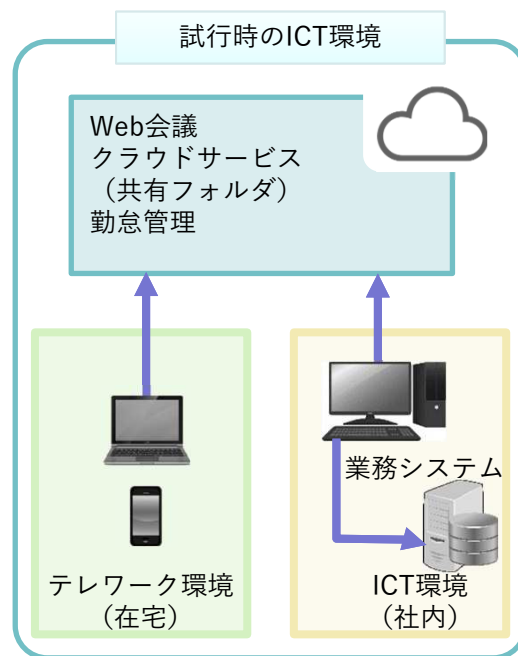 試行時のICT環境
Web会議
クラウドサービス
（共有フォルダ）
勤怠管理
業務システム
テレワーク環境
（在宅）
ICT環境
（社内）